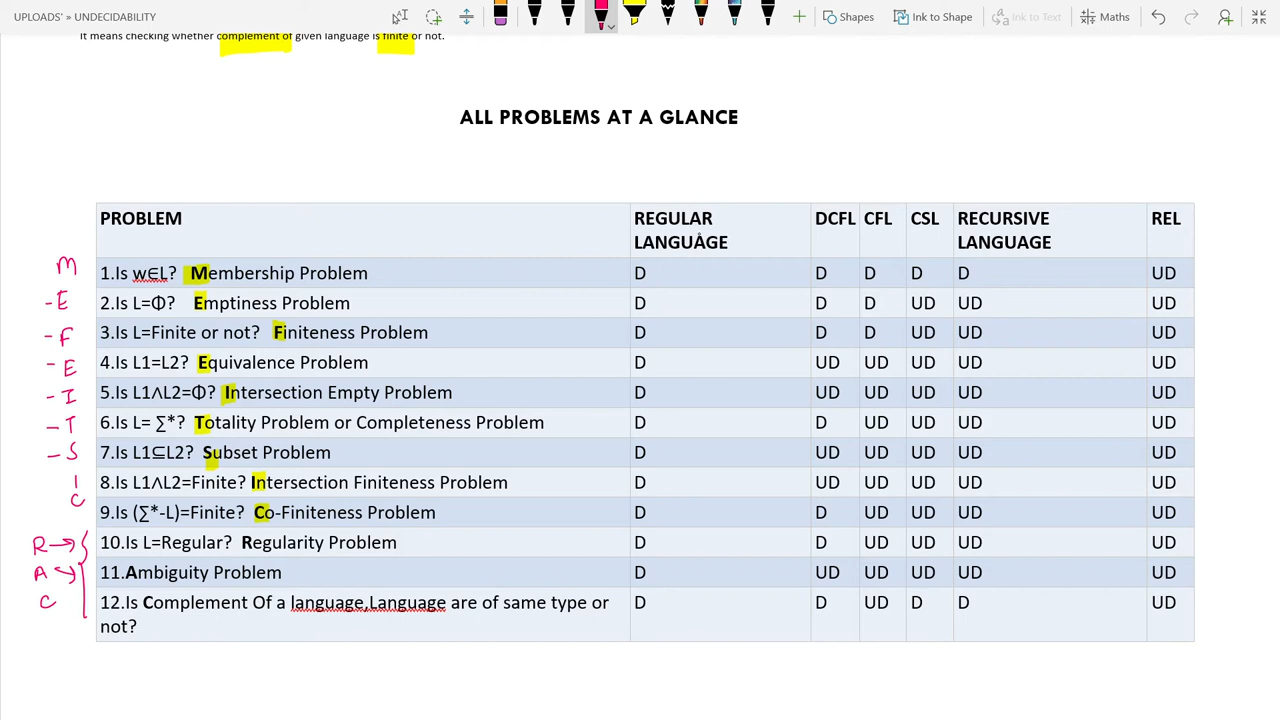 UPLOADS' » UNDECIDABILITY
Shapes
Ink to Shape
Ink to Text
Maths
It means checking whether complement of given language is finite or not.
ALL PROBLEMS AT A GLANCE
PROBLEM REGULAR LANGUAGE DCFL CFL CSL RECURSIVE LANGUAGE REL
M 1.Is w∈L? Membership Problem D D D D D UD
-E 2.Is L=Φ? Emptiness Problem D D D UD UD UD
-F 3.Is L=Finite or not? Finiteness Problem D D D UD UD UD
-E 4.Is L1=L2? Equivalence Problem D UD UD UD UD UD
-I 5.Is L1∧L2=Φ? Intersection Empty Problem D UD UD UD UD UD
-T 6.Is L= ∑*? Totality Problem or Completeness Problem D D UD UD UD UD
-S 7.Is L1⊆L2? Subset Problem D UD UD UD UD UD
I 8.Is L1∧L2=Finite? Intersection Finiteness Problem D UD UD UD UD UD
C 9.Is (∑*-L)=Finite? Co-Finiteness Problem D D UD UD UD UD
R → 10.Is L=Regular? Regularity Problem D D UD UD UD UD
A 11.Ambiguity Problem D UD UD UD UD UD
C 12.Is Complement Of a language,Language are of same type or D D UD D D UD
not?